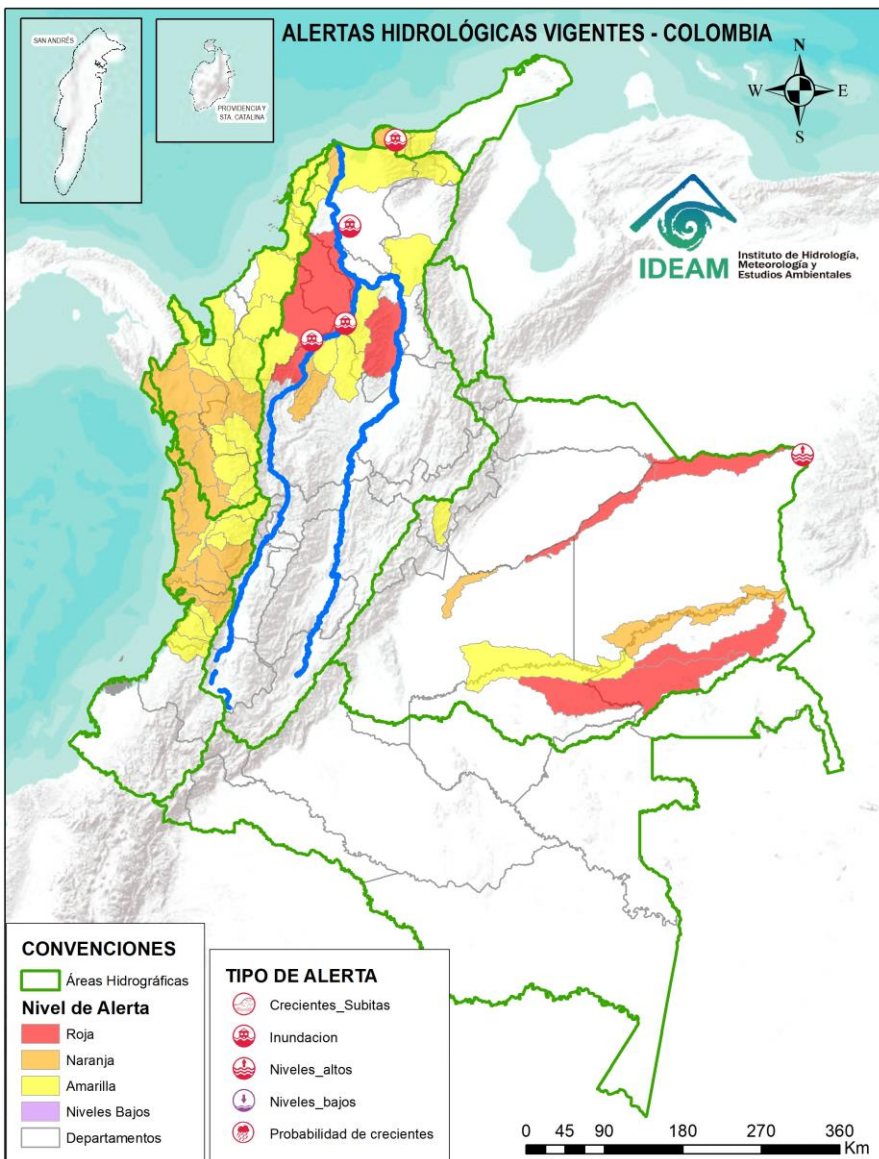 ALERTAS HIDROLÓGICAS VIGENTES - COLOMBIA
SAN ANDRÉS
PROVIDENCIA Y
STA. CATALINA
N
W
E
S
IDEAM
Instituto de Hidrología,
Meteorología y
Estudios Ambientales
CONVENCIONES
Áreas Hidrográficas
Nivel de Alerta
Roja
Naranja
Amarilla
Niveles Bajos
Departamentos
TIPO DE ALERTA
Crecientes_Subitas
Inundacion
Niveles_altos
Niveles_bajos
Probabilidad de crecientes
0 45 90 180 270 360
Km